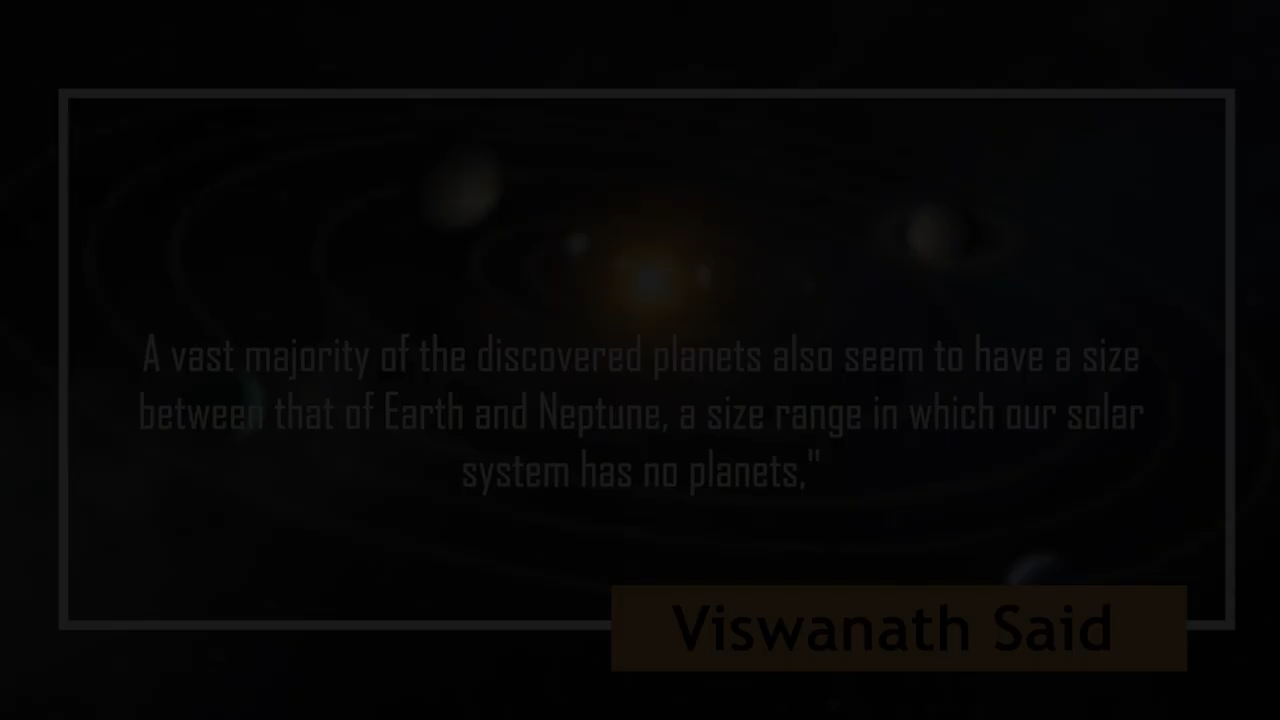 A vast majority of the discovered planets also seem to have a size
between that of Earth and Neptune, a size range in which our solar
system has no planets,"
Viswanath Said